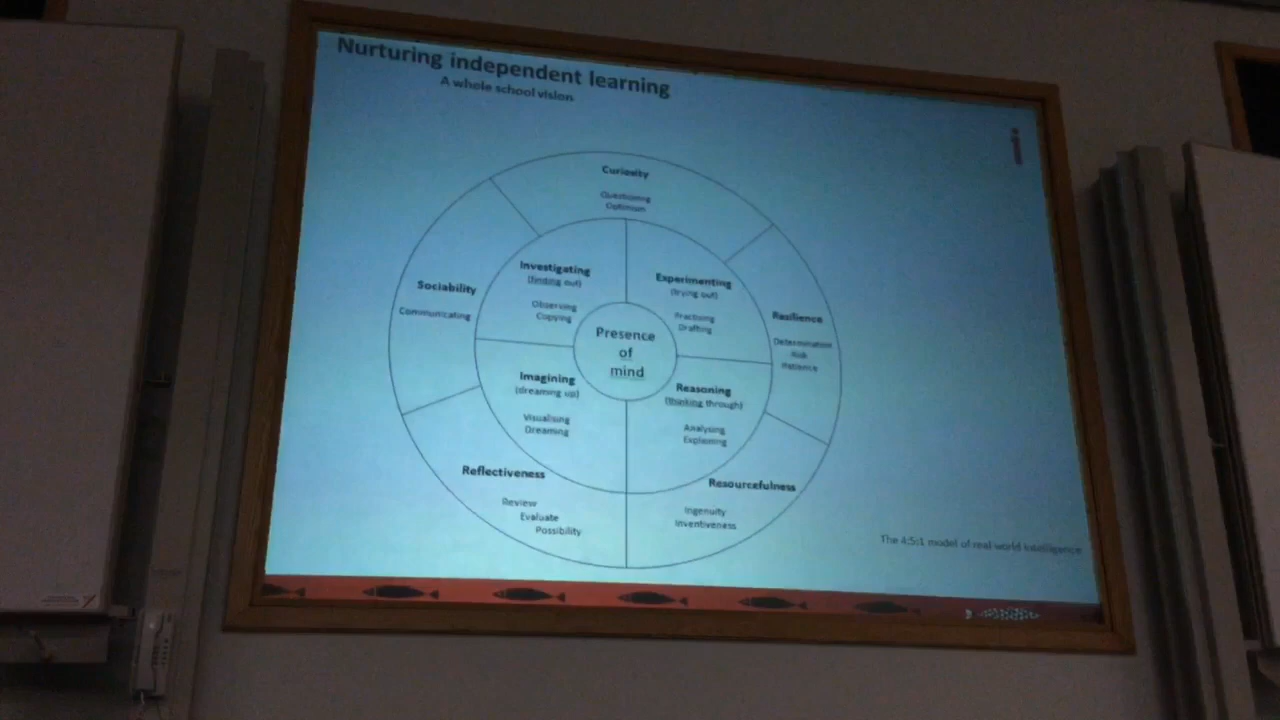 Nurturing independent learning
A whole school vision
i
Curiosity
Questioning
Optimism
Sociability
Communicating
Investigating
(finding out)
Observing
Copying
Experimenting
(trying out)
Practising
Drafting
Resilience
Determination
Risk
Patience
Presence
of
mind
Imagining
(dreaming up)
Visualising
Dreaming
Reasoning
(thinking through)
Analysing
Explaining
Reflectiveness
Review
Evaluate
Possibility
Resourcefulness
Ingenuity
Inventiveness
The 4:5:1 model of real world intelligence